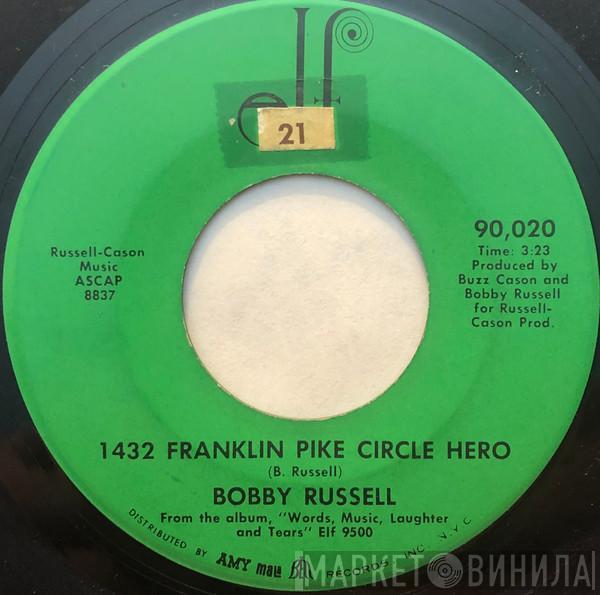 elf
21
90,020
Time: 3:23
Produced by
Buzz Cason and
Bobby Russell
for Russell-
Cason Prod.
Russell-Cason
Music
ASCAP
8837
1432 FRANKLIN PIKE CIRCLE HERO
(B. Russell)
BOBBY RUSSELL
From the album, "Words, Music, Laughter
and Tears" Elf 9500
DISTRIBUTED BY AMY mala Bell RECORDS INC. N.Y.C.
МАРКЕТ ВИНИЛА